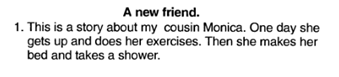 A new friend.
1. This is a story about my cousin Monica. One day she
gets up and does her exercises. Then she makes her
bed and takes a shower.